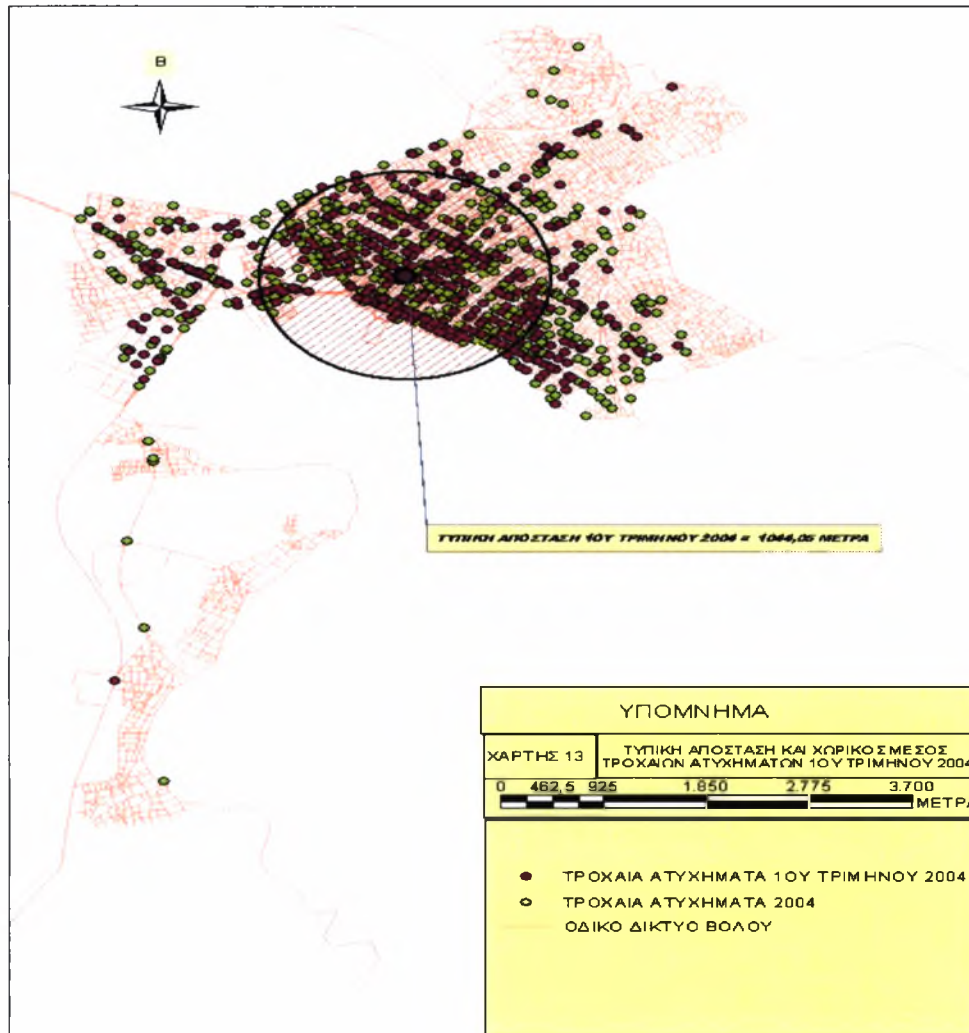 Β
ΤΥΠΙΚΗ ΑΠΟΣΤΑΣΗ 1ΟΥ ΤΡΙΜΗΝΟΥ 2004 = 1044,05 ΜΕΤΡΑ
ΥΠΟΜΝΗΜΑ
ΧΑΡΤΗΣ 13
ΤΥΠΙΚΗ ΑΠΟΣΤΑΣΗ ΚΑΙ ΧΩΡΙΚΟΣ ΜΕΣΟΣ
ΤΡΟΧΑΙΩΝ ΑΤΥΧΗΜΑΤΩΝ 1ΟΥ ΤΡΙΜΗΝΟΥ 2004
0 462,5 925 1.850 2.775 3.700
ΜΕΤΡΑ
ΤΡΟΧΑΙΑ ΑΤΥΧΗΜΑΤΑ 1ΟΥ ΤΡΙΜΗΝΟΥ 2004
ΤΡΟΧΑΙΑ ΑΤΥΧΗΜΑΤΑ 2004
ΟΔΙΚΟ ΔΙΚΤΥΟ ΒΟΛΟΥ